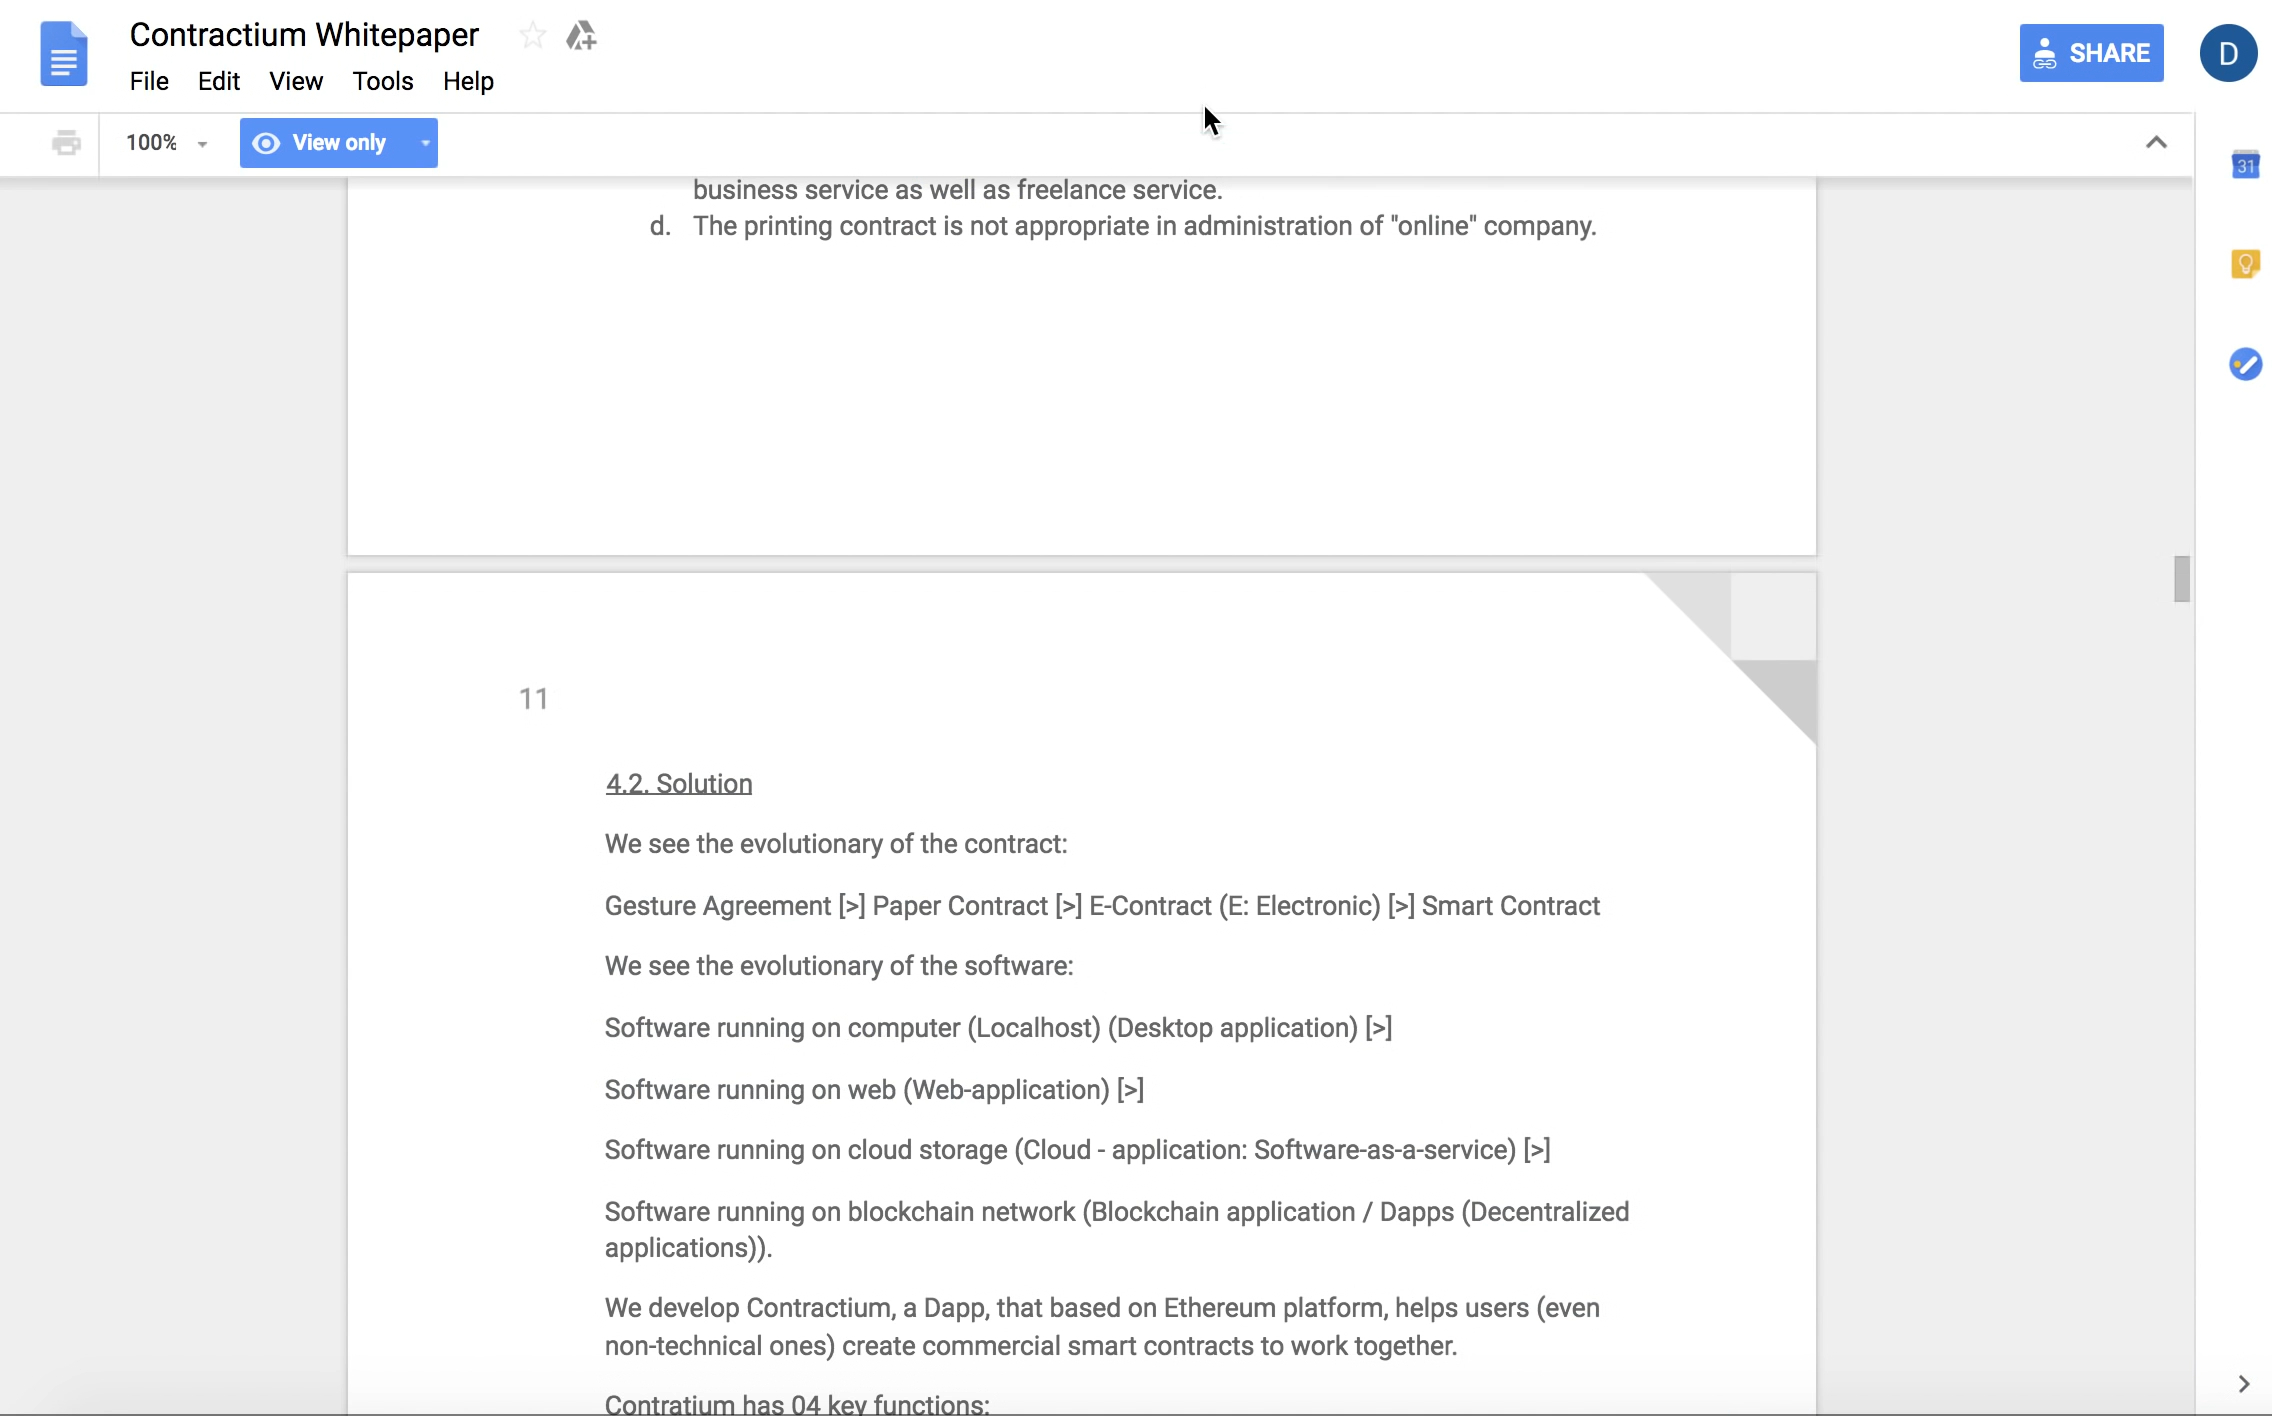 Contractium Whitepaper
File Edit View Tools Help
SHARE
D
100%
View only
31
business service as well as freelance service.
d. The printing contract is not appropriate in administration of "online" company.
11
4.2. Solution
We see the evolutionary of the contract:
Gesture Agreement [>] Paper Contract [>] E-Contract (E: Electronic) [>] Smart Contract
We see the evolutionary of the software:
Software running on computer (Localhost) (Desktop application) [>]
Software running on web (Web-application) [>]
Software running on cloud storage (Cloud - application: Software-as-a-service) [>]
Software running on blockchain network (Blockchain application / Dapps (Decentralized
applications)).
We develop Contractium, a Dapp, that based on Ethereum platform, helps users (even
non-technical ones) create commercial smart contracts to work together.
Contratium has 04 key functions: